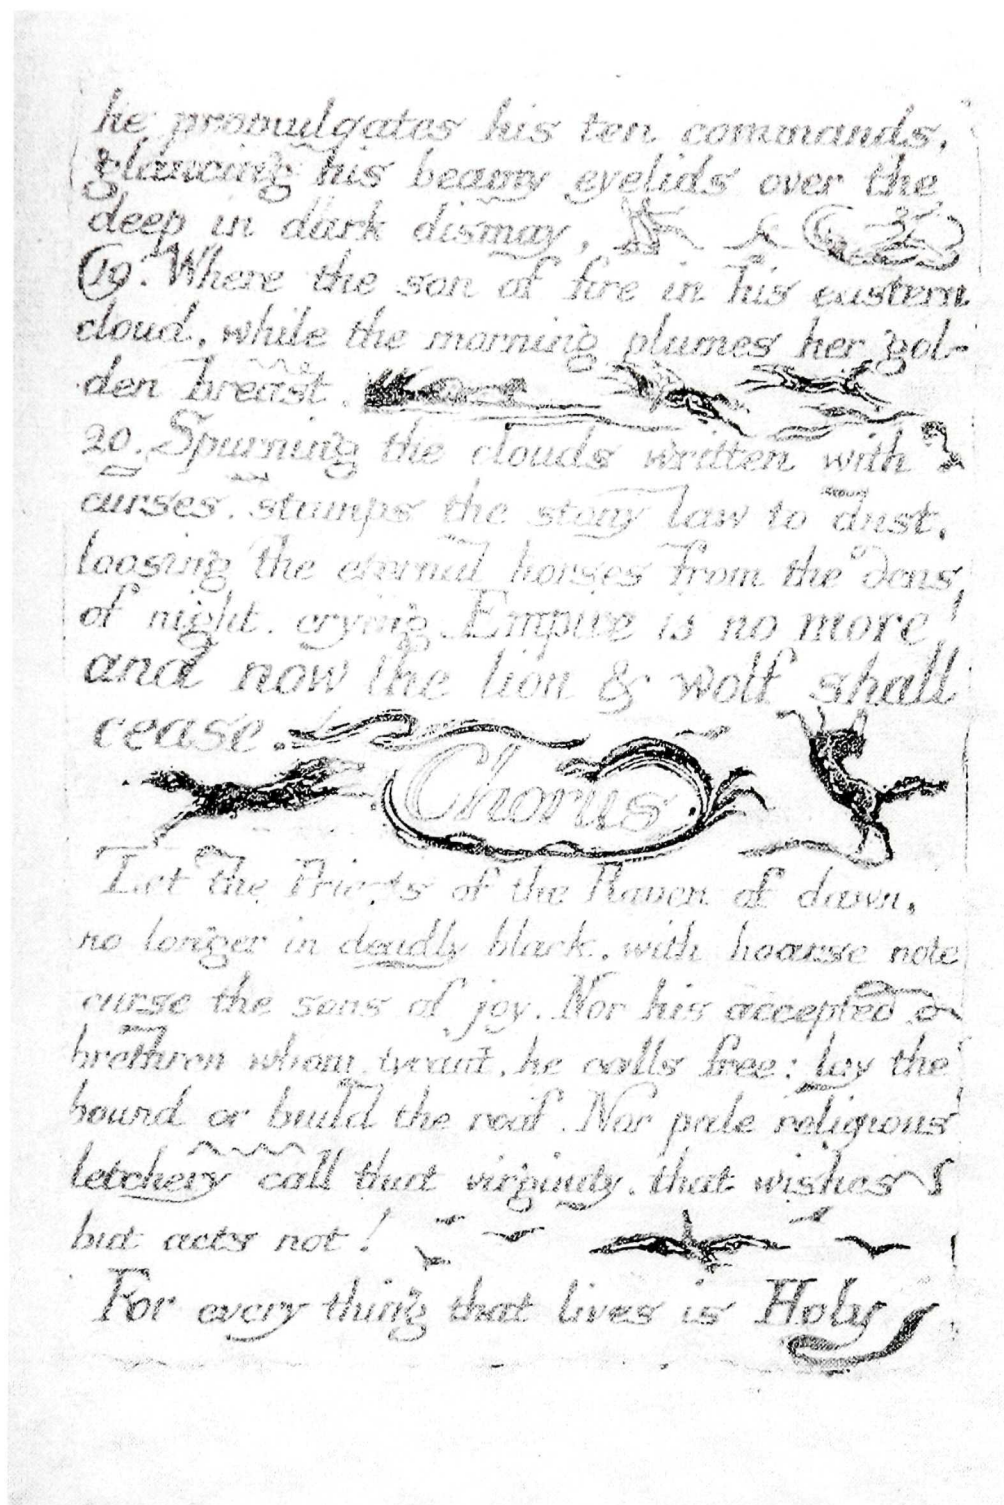 he promulgates his ten commands,
glancing his beamy eyelids over the
deep in dark dismay,
19. Where the son of fire in his eastern
cloud, while the morning plumes her gol-
den breast.
20. Spurning the clouds written with
curses, stamps the stony law to dust,
loosing the eternal horses from the dens
of night, crying Empire is no more!
and now the lion & wolf shall
cease.
Chorus
Let the Priests of the Raven of dawn,
no longer in deadly black, with hoarse note
curse the sons of joy. Nor his accepted
brethren whom, tyrant, he calls free: lay the
bound or build the roof. Nor pale religious
letchery call that virginity, that wishes
but acts not!
For every thing that lives is Holy